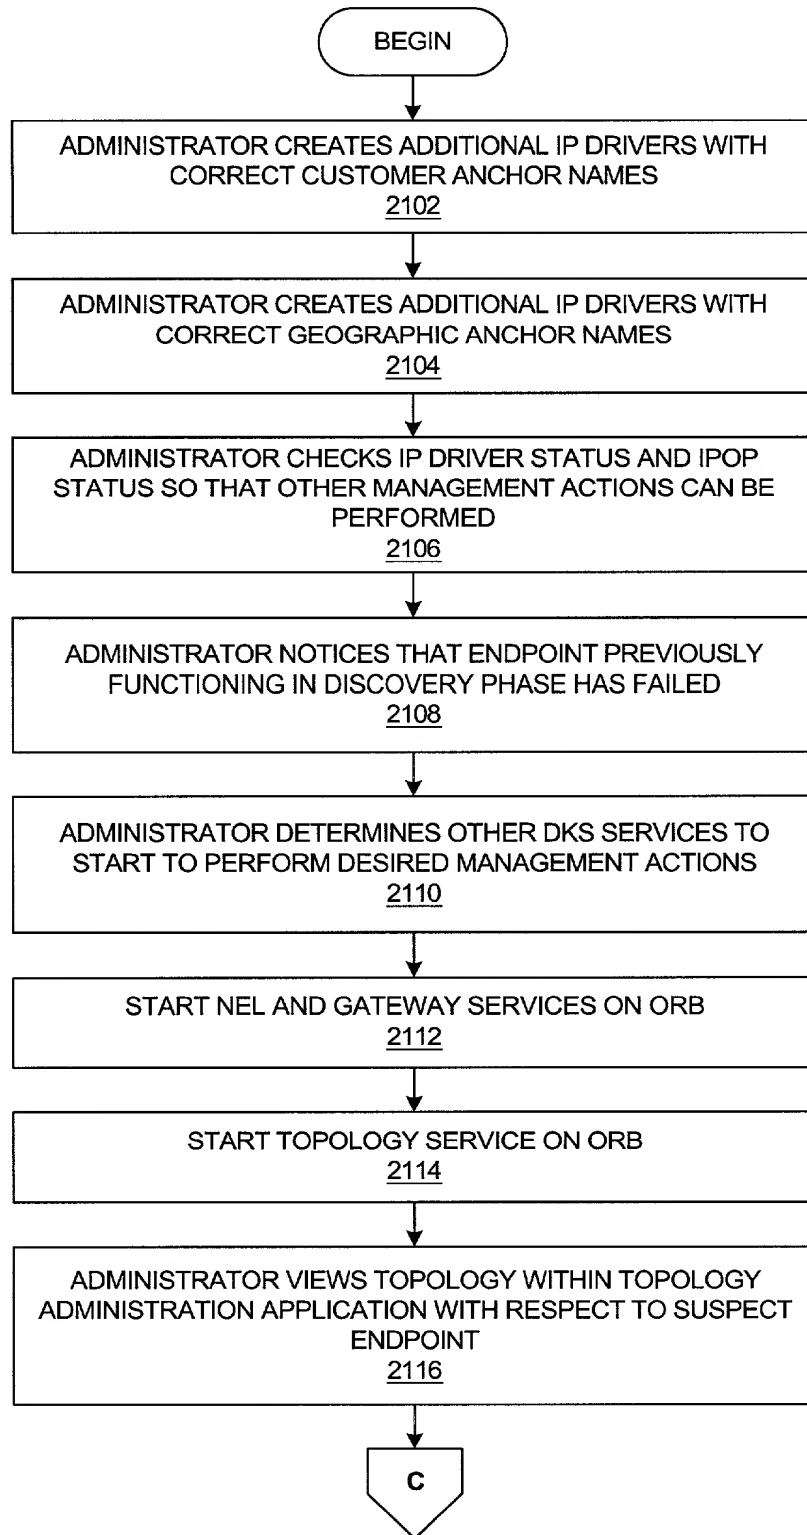 BEGIN
ADMINISTRATOR CREATES ADDITIONAL IP DRIVERS WITH
CORRECT CUSTOMER ANCHOR NAMES
2102
ADMINISTRATOR CREATES ADDITIONAL IP DRIVERS WITH
CORRECT GEOGRAPHIC ANCHOR NAMES
2104
ADMINISTRATOR CHECKS IP DRIVER STATUS AND IPOP
STATUS SO THAT OTHER MANAGEMENT ACTIONS CAN BE
PERFORMED
2106
ADMINISTRATOR NOTICES THAT ENDPOINT PREVIOUSLY
FUNCTIONING IN DISCOVERY PHASE HAS FAILED
2108
ADMINISTRATOR DETERMINES OTHER DKS SERVICES TO
START TO PERFORM DESIRED MANAGEMENT ACTIONS
2110
START NEL AND GATEWAY SERVICES ON ORB
2112
START TOPOLOGY SERVICE ON ORB
2114
ADMINISTRATOR VIEWS TOPOLOGY WITHIN TOPOLOGY
ADMINISTRATION APPLICATION WITH RESPECT TO SUSPECT
ENDPOINT
2116
C